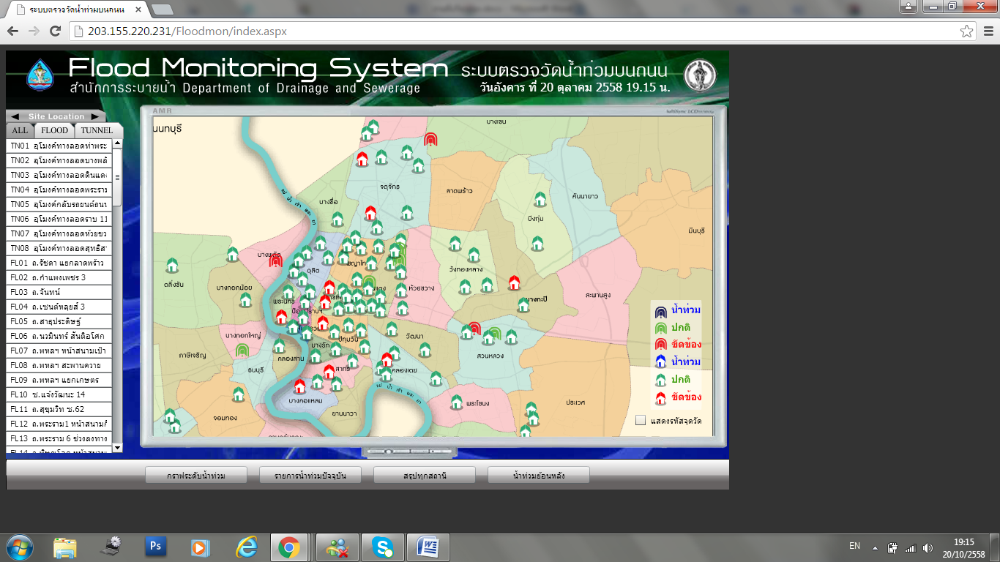 ระบบตรวจวัดน้ำท่วมบนถนน
203.155.220.231/Floodmon/index.aspx
Flood Monitoring System ระบบตรวจวัดน้ำท่วมบนถนน
สำนักการระบายน้ำ Department of Drainage and Sewerage
วันอังคาร ที่ 20 ตุลาคม 2558 19.15 น.
Site Location
ALL FLOOD TUNNEL
TN01 อุโมงค์ทางลอดท่าพระ
TN02 อุโมงค์ทางลอดบางพลั
TN03 อุโมงค์ทางลอดดินแดง
TN04 อุโมงค์ทางลอดพระราม
TN05 อุโมงค์กลับรถยนต์ถนน
TN06 อุโมงค์ทางลอดราบ 11
TN07 อุโมงค์ทางลอดห้วยขว
TN08 อุโมงค์ทางลอดสุทธิสา
FL01 ถ.รัชดา แยกลาดพร้าว
FL02 ถ.กำแพงเพชร 3
FL03 ถ.จันทน์
FL04 ถ.เซนต์หลุยส์ 3
FL05 ถ.สาธุประดิษฐ์
FL06 ถ.นวมินทร์ สันติอโศก
FL07 ถ.พหลฯ หน้าสนามเป้า
FL08 ถ.พหลฯ สะพานควาย
FL09 ถ.พหลฯ แยกเกษตร
FL10 ซ.แจ้งวัฒนะ 14
FL11 ถ.สุขุมวิท ซ.62
FL12 ถ.พระราม1 หน้าสนามกี
FL13 ถ.พระราม 6 ช่วงลงทาง
AMR
นนทบุรี
บางเขน
จตุจักร
ลาดพร้าว
คันนายาว
บางซื่อ
แม่ น้ำ เจ้า พระ ยา
บึงกุ่ม
มีนบุรี
บางพลัด
พญาไท
ดุสิต
วังทองหลาง
ตลิ่งชัน
บางกอกน้อย
ห้วยขวาง
สะพานสูง
พระนคร
บางกะปิ
บางกอกใหญ่
ปทุมวัน
วัฒนา
บางรัก
สวนหลวง
ภาษีเจริญ
คลองสาน
ธนบุรี
สาทร
คลองเตย
แม่ น้ำ เจ้า พระ ยา
บางคอแหลม
พระโขนง
ประเวศ
ยานนาวา
จอมทอง
น้ำท่วม
ปกติ
ขัดข้อง
น้ำท่วม
ปกติ
ขัดข้อง
แสดงรหัสจุดวัด
กราฟระดับน้ำท่วม รายการน้ำท่วมปัจจุบัน สรุปทุกสถานี น้ำท่วมย้อนหลัง
Ps
EN
19:15
20/10/2558